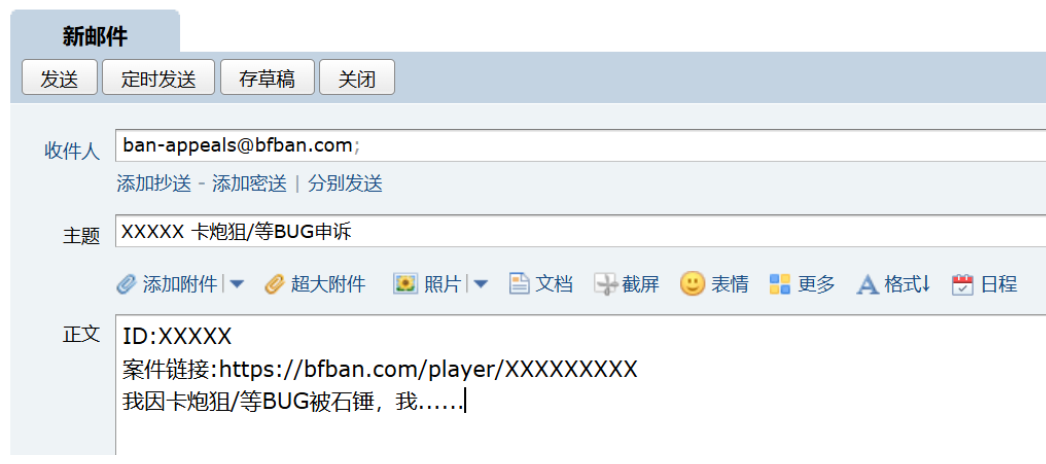 新邮件
发送 定时发送 存草稿 关闭
收件人 ban-appeals@bfban.com;
添加抄送 - 添加密送 | 分别发送
主题 XXXXX 卡炮狙/等BUG申诉
添加附件 | 超大附件 照片 | 文档 截屏 表情 更多 格式↓ 日程
正文 ID:XXXXX
案件链接:https://bfban.com/player/XXXXXXXXX
我因卡炮狙/等BUG被石锤，我......